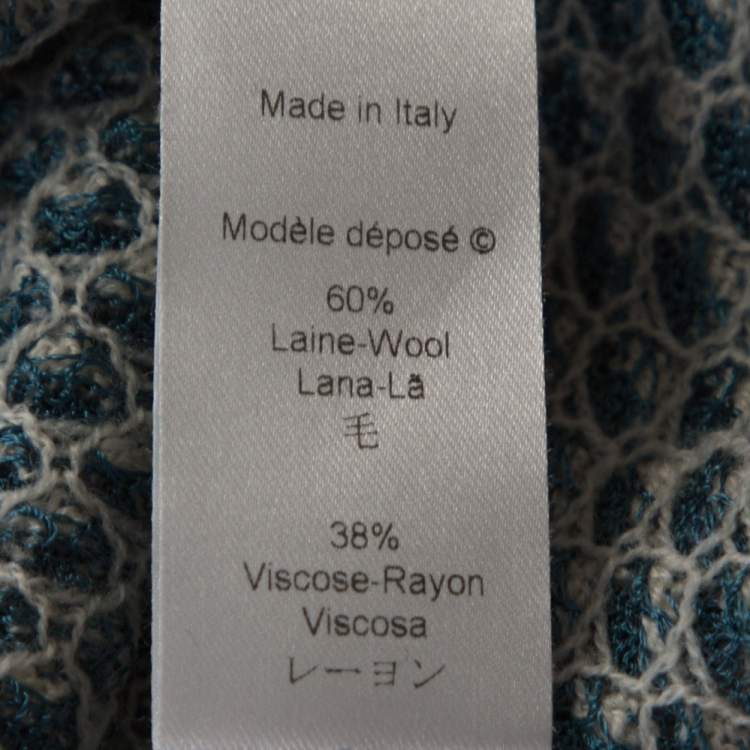 Made in Italy
Modèle déposé ©
60%
Laine-Wool
Lana-Lã
毛
38%
Viscose-Rayon
Viscosa
レーヨン